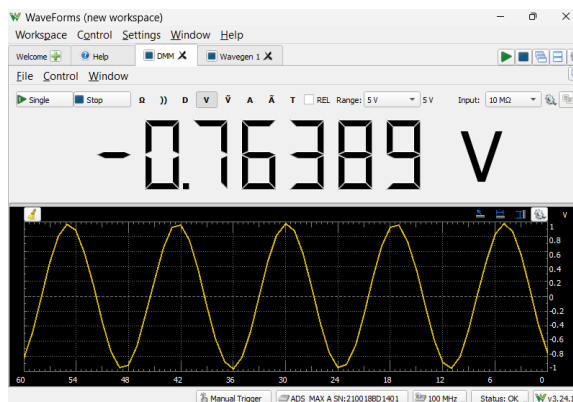 WaveForms (new workspace)
Workspace Control Settings Window Help
Welcome Help DMM Wavegen 1
File Control Window
Single Stop Ω )) D V Ṽ A Ã T REL Range: 5 V 5 V Input: 10 MΩ
-0.76389 V
V
1
0.8
0.6
0.4
0.2
0
-0.2
-0.4
-0.6
-0.8
-1
60 54 48 42 36 30 24 18 12 6 0
Manual Trigger ADS MAX A SN:210018BD1401 100 MHz Status: OK v3.24.1